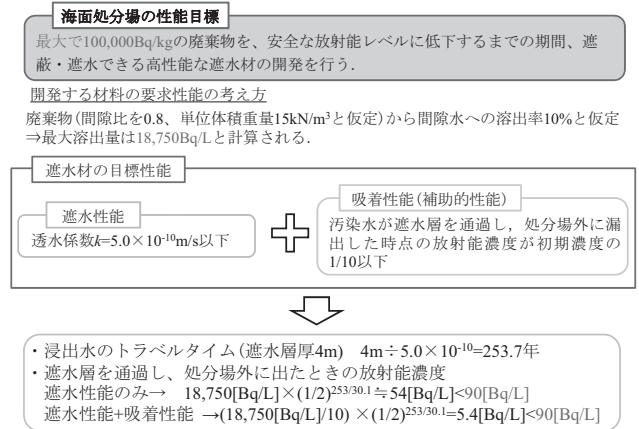 海面処分場の性能目標
最大で100,000Bq/kgの廃棄物を、安全な放射能レベルに低下するまでの期間、遮
蔽・遮水できる高性能な遮水材の開発を行う.
開発する材料の要求性能の考え方
廃棄物(間隙比を0.8、単位体積重量15kN/m³と仮定)から間隙水への溶出率10%と仮定
⇒最大溶出量は18,750Bq/Lと計算される.
遮水材の目標性能
遮水性能
透水係数k=5.0×10⁻¹⁰m/s以下
吸着性能(補助的性能)
汚染水が遮水層を通過し，処分場外に漏
出した時点の放射能濃度が初期濃度の
1/10以下
・浸出水のトラベルタイム(遮水層厚4m)　4m÷5.0×10⁻¹⁰=253.7年
・遮水層を通過し、処分場外に出たときの放射能濃度
遮水性能のみ→　18,750[Bq/L]×(1/2)²⁵³/³⁰·¹≒54[Bq/L]<90[Bq/L]
遮水性能+吸着性能 →(18,750[Bq/L]/10) ×(1/2)²⁵³/³⁰·¹=5.4[Bq/L]<90[Bq/L]